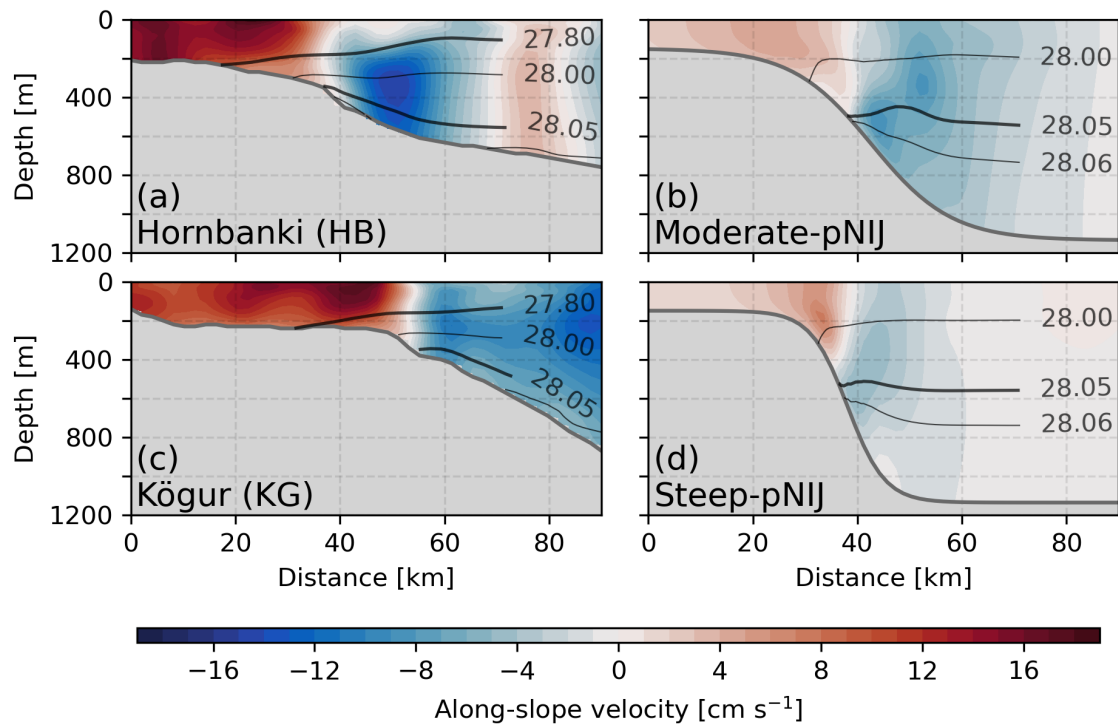 0
400
800
1200
Depth [m]
27.80
28.00
28.05
(a)
Hornbanki (HB)
28.00
28.05
28.06
(b)
Moderate-pNIJ
0
400
800
1200
Depth [m]
27.80
28.00
28.05
(c)
Kögur (KG)
28.00
28.05
28.06
(d)
Steep-pNIJ
0 20 40 60 80
0 20 40 60 80
Distance [km]
Distance [km]
−16 −12 −8 −4 0 4 8 12 16
Along-slope velocity [cm s⁻¹]